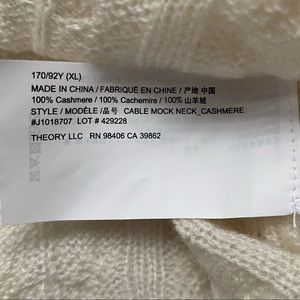 170/92Y (XL)
MADE IN CHINA / FABRIQUÉ EN CHINE / 产地 中国
100% Cashmere / 100% Cachemire / 100% 山羊绒
STYLE / MODÈLE /品号 CABLE MOCK NECK_CASHMERE
#J1018707 LOT # 429228
THEORY LLC RN 98406 CA 39862